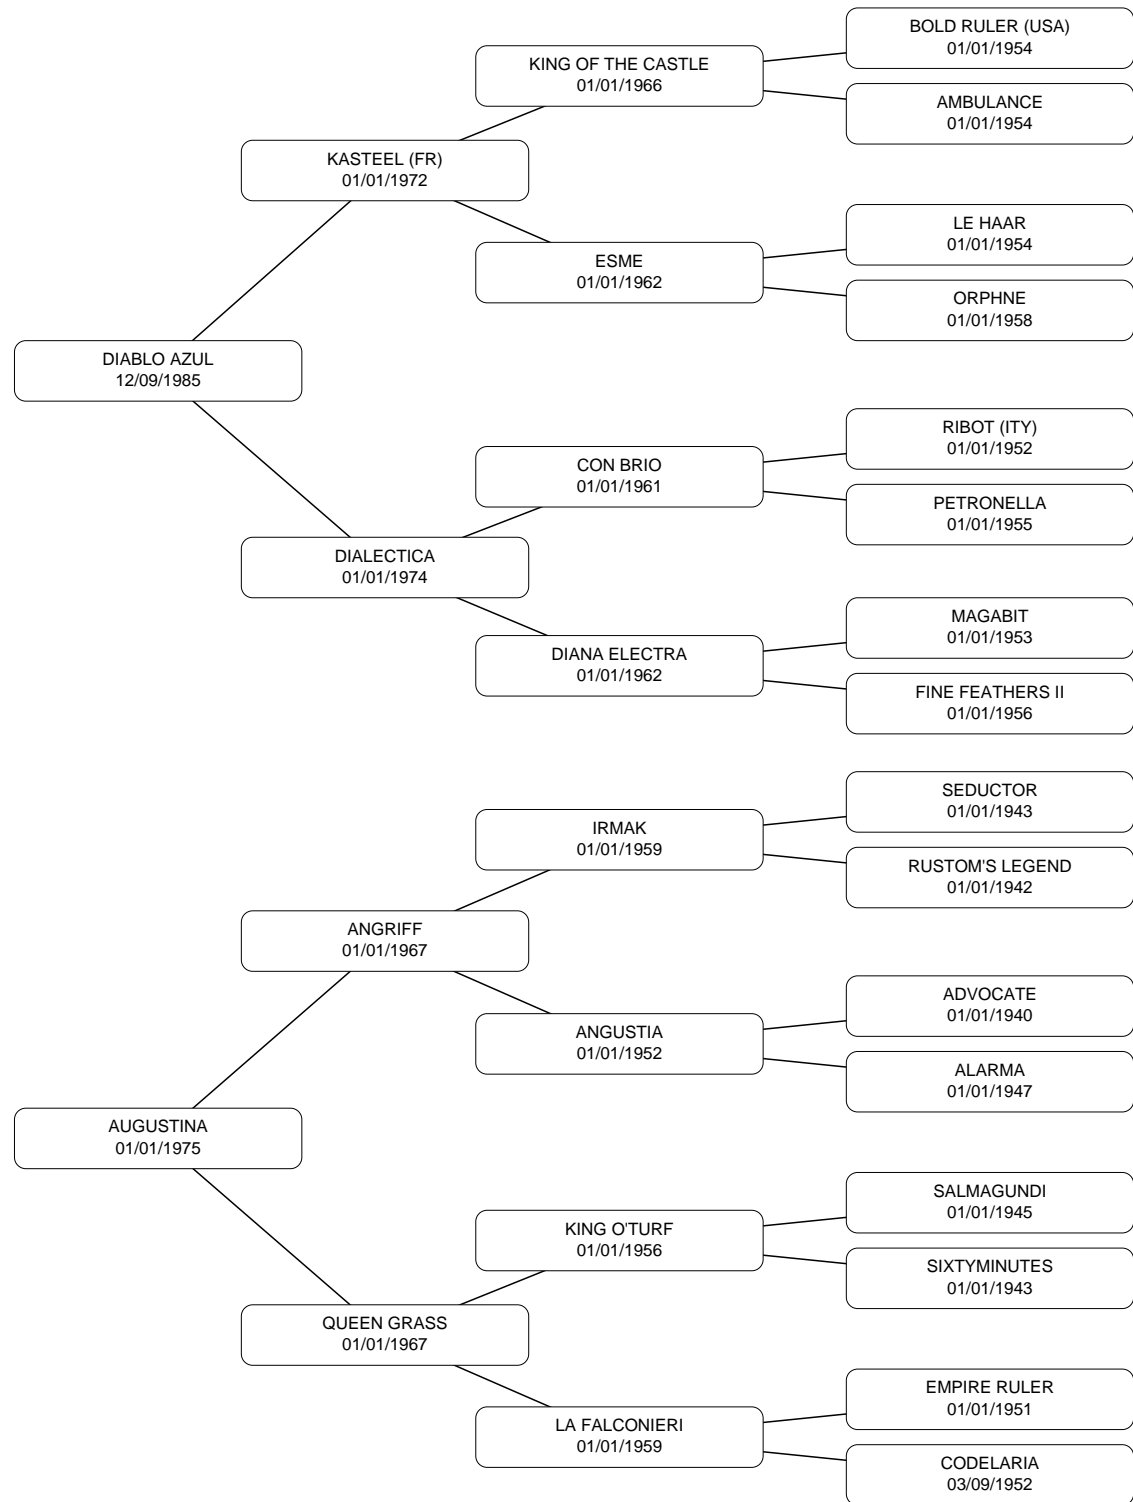 BOLD RULER (USA)
01/01/1954
KING OF THE CASTLE
01/01/1966
AMBULANCE
01/01/1954
KASTEEL (FR)
01/01/1972
LE HAAR
01/01/1954
ESME
01/01/1962
ORPHNE
01/01/1958
DIABLO AZUL
12/09/1985
RIBOT (ITY)
01/01/1952
CON BRIO
01/01/1961
PETRONELLA
01/01/1955
DIALECTICA
01/01/1974
MAGABIT
01/01/1953
DIANA ELECTRA
01/01/1962
FINE FEATHERS II
01/01/1956
SEDUCTOR
01/01/1943
IRMAK
01/01/1959
RUSTOM'S LEGEND
01/01/1942
ANGRIFF
01/01/1967
ADVOCATE
01/01/1940
ANGUSTIA
01/01/1952
ALARMA
01/01/1947
AUGUSTINA
01/01/1975
SALMAGUNDI
01/01/1945
KING O'TURF
01/01/1956
SIXTYMINUTES
01/01/1943
QUEEN GRASS
01/01/1967
EMPIRE RULER
01/01/1951
LA FALCONIERI
01/01/1959
CODELARIA
03/09/1952